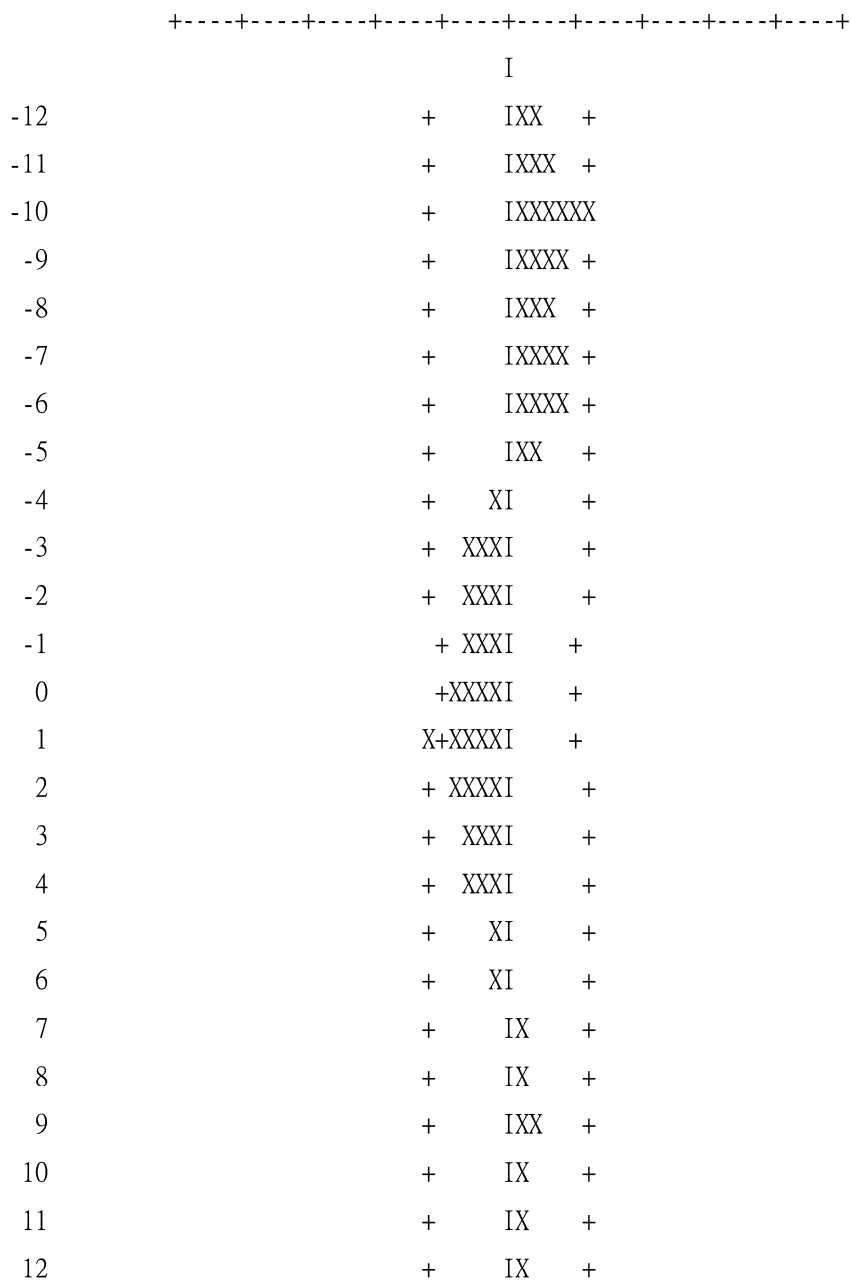 +----+----+----+----+----+----+----+----+----+----+
                                     I
-12                            +     IXX   +
-11                            +     IXXX  +
-10                            +     IXXXXXX
 -9                            +     IXXXX +
 -8                            +     IXXX  +
 -7                            +     IXXXX +
 -6                            +     IXXXX +
 -5                            +     IXX   +
 -4                            +    XI     +
 -3                            +  XXXI     +
 -2                            +  XXXI     +
 -1                             + XXXI    +
  0                             +XXXXI    +
  1                            X+XXXXI    +
  2                            + XXXXI     +
  3                            +  XXXI     +
  4                            +  XXXI     +
  5                            +    XI     +
  6                            +    XI     +
  7                            +     IX    +
  8                            +     IX    +
  9                            +     IXX   +
 10                            +     IX    +
 11                            +     IX    +
 12                            +     IX    +